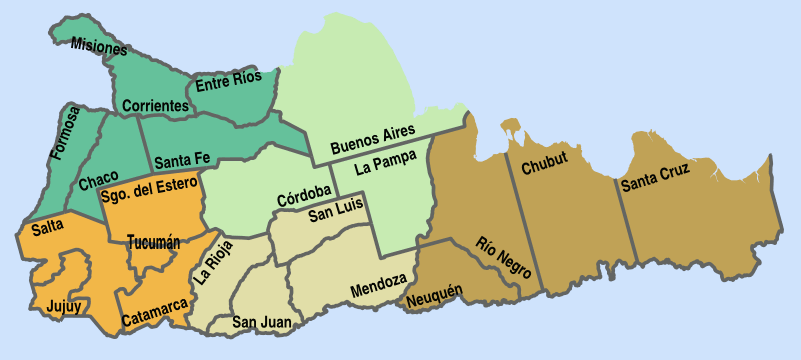 Misiones
Entre Ríos
Corrientes
Formosa
Buenos Aires
Santa Fe
La Pampa
Chubut
Santa Cruz
Chaco
Sgo. del Estero
Córdoba
San Luis
Salta
Tucumán
La Rioja
Río Negro
Mendoza
Neuquén
Jujuy
Catamarca
San Juan